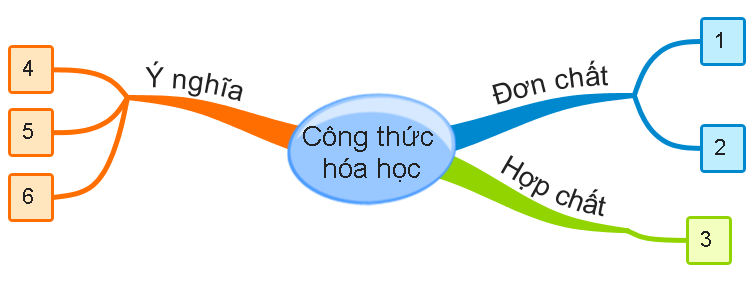 Công thức
hóa học
Đơn chất
1
2
Hợp chất
3
Ý nghĩa
4
5
6